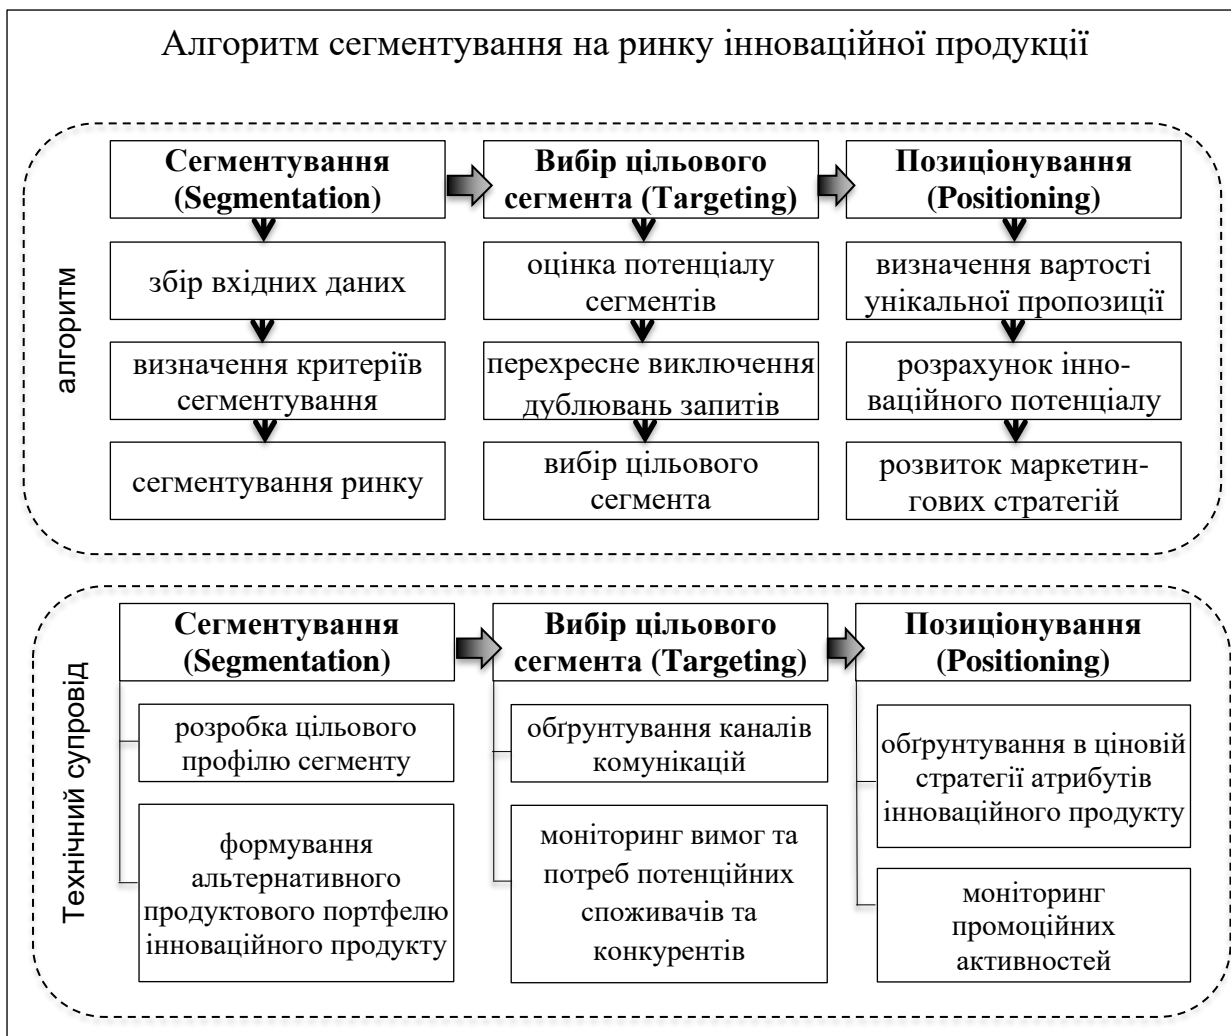 Алгоритм сегментування на ринку інноваційної продукції
алгоритм
Сегментування
(Segmentation)
Вибір цільового
сегмента (Targeting)
Позиціонування
(Positioning)
збір вхідних даних
оцінка потенціалу
сегментів
визначення вартості
унікальної пропозиції
визначення критеріїв
сегментування
перехресне виключення
дублювань запитів
розрахунок інно-
ваційного потенціалу
сегментування ринку
вибір цільового
сегмента
розвиток маркетин-
гових стратегій
Технічний супровід
Сегментування
(Segmentation)
Вибір цільового
сегмента (Targeting)
Позиціонування
(Positioning)
розробка цільового
профілю сегменту
обґрунтування каналів
комунікацій
обґрунтування в ціновій
стратегії атрибутів
інноваційного продукту
формування
альтернативного
продуктового портфелю
інноваційного продукту
моніторинг вимог та
потреб потенційних
споживачів та
конкурентів
моніторинг
промоційних
активностей